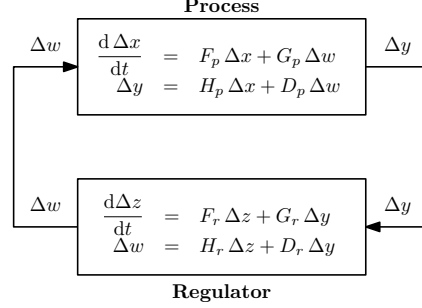 Process
Δw
d Δx / dt = F_p Δx + G_p Δw
Δy = H_p Δx + D_p Δw
Δy
Δw
dΔz / dt = F_r Δz + G_r Δy
Δw = H_r Δz + D_r Δy
Δy
Regulator